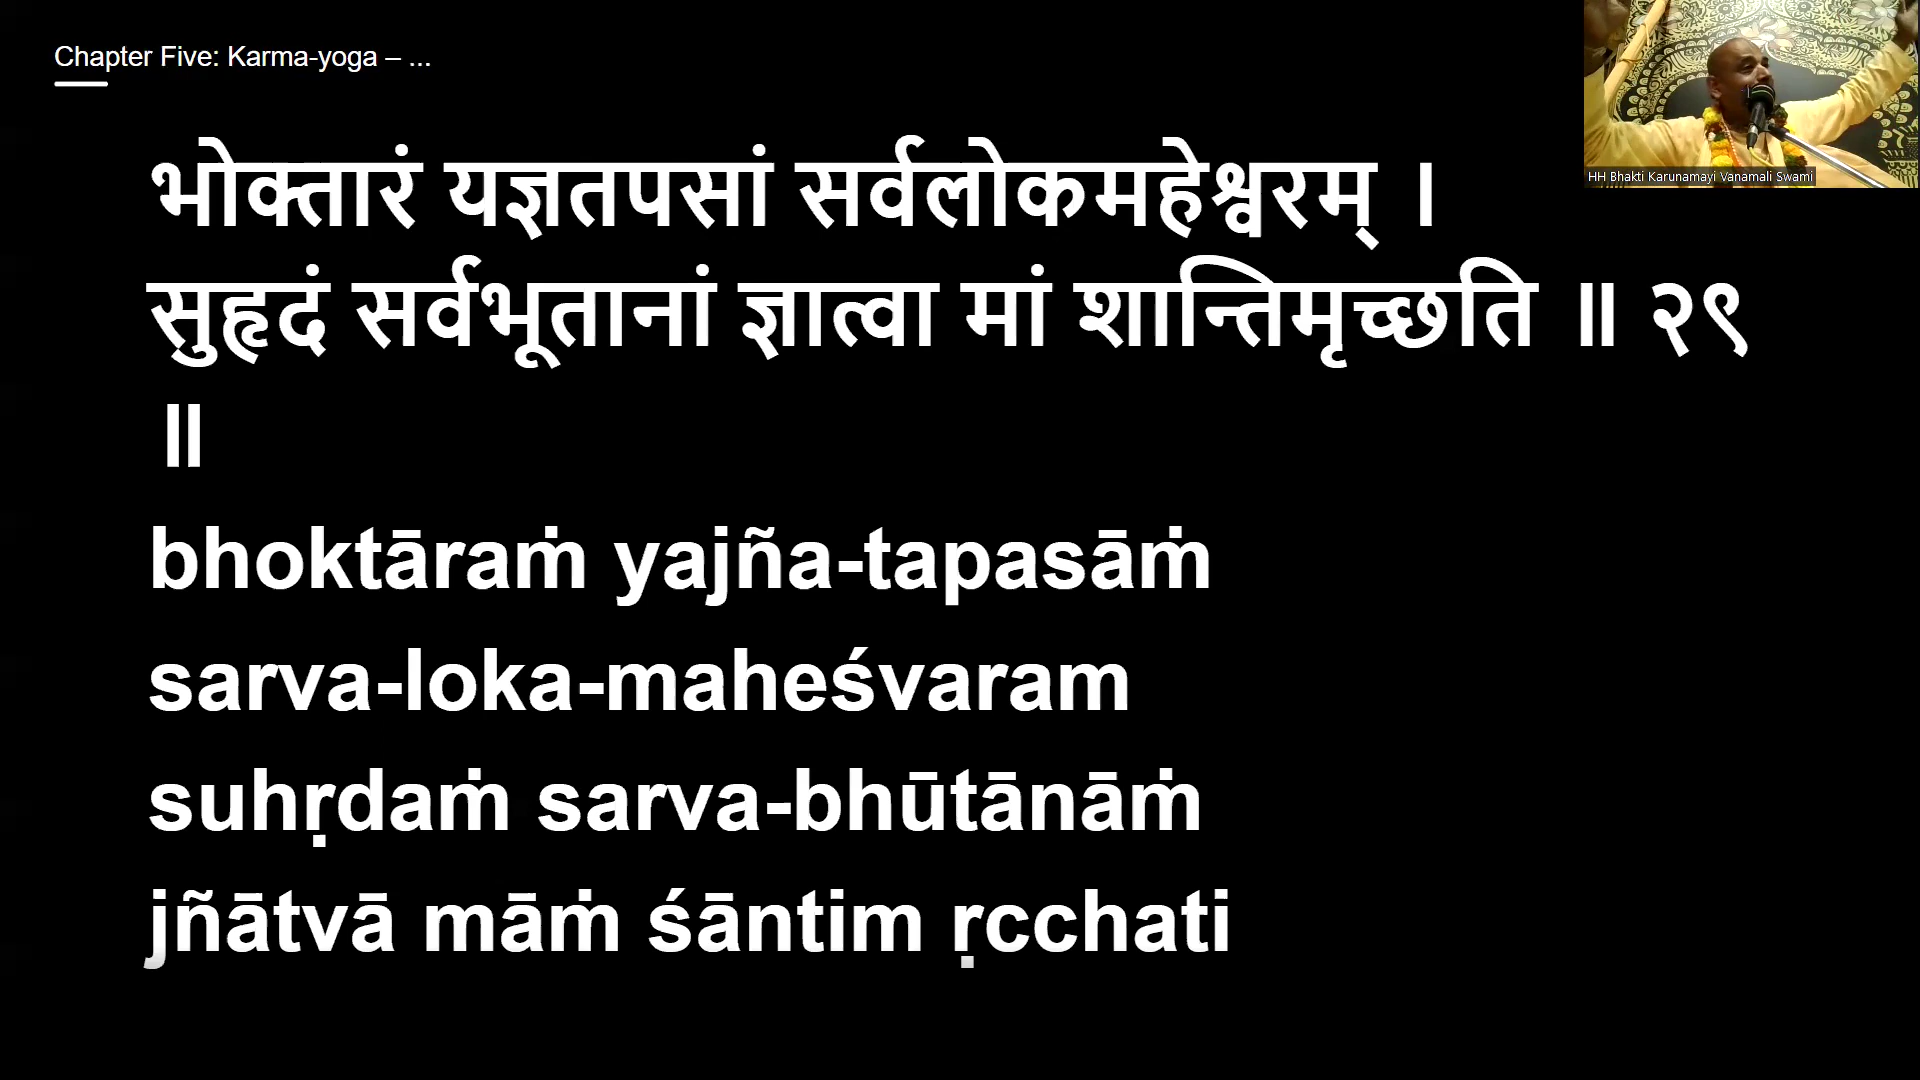 Chapter Five: Karma-yoga – ...
HH Bhakti Karunamayi Vanamali Swami
भोक्तारं यज्ञतपसां सर्वलोकमहेश्वरम् ।
सुहृदं सर्वभूतानां ज्ञात्वा मां शान्तिमृच्छति ॥ २९
॥
bhoktāraṁ yajña-tapasāṁ
sarva-loka-maheśvaram
suhṛdaṁ sarva-bhūtānāṁ
jñātvā māṁ śāntim ṛcchati